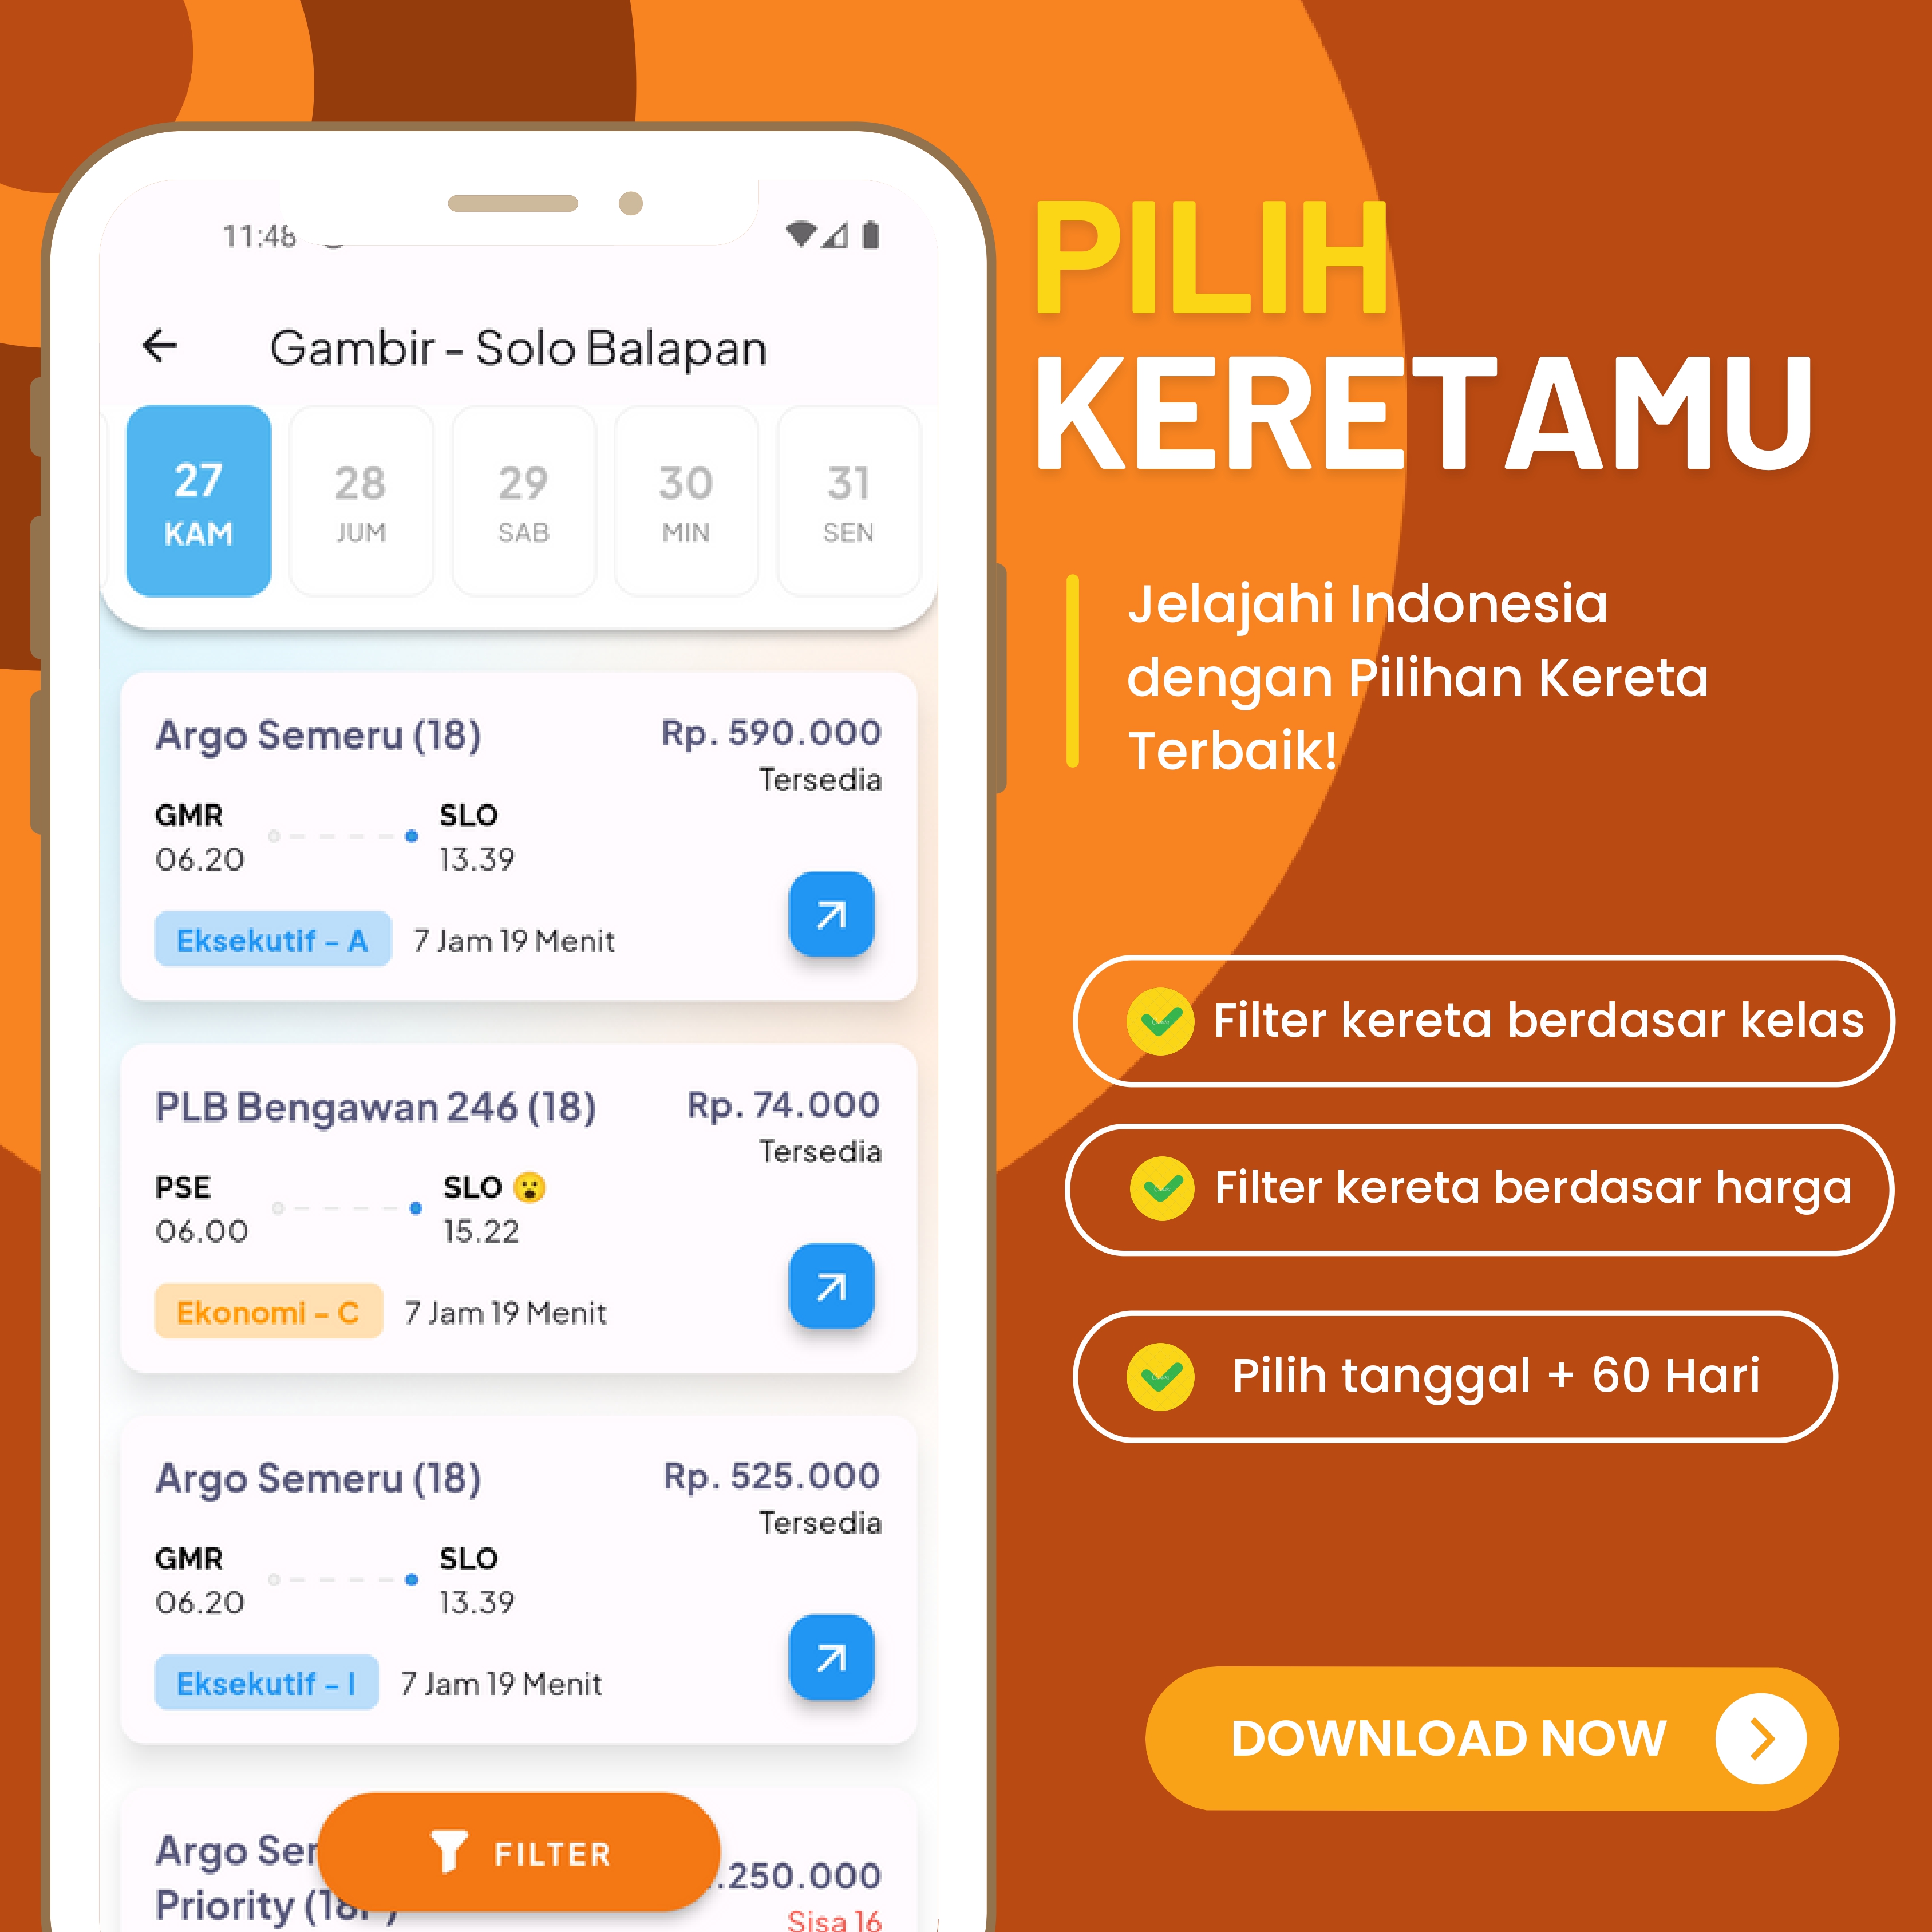 11:48
Gambir - Solo Balapan
27
KAM
28
JUM
29
SAB
30
MIN
31
SEN
Argo Semeru (18)
Rp. 590.000
Tersedia
GMR
SLO
06.20
13.39
Eksekutif - A
7 Jam 19 Menit
PLB Bengawan 246 (18)
Rp. 74.000
Tersedia
PSE
SLO 😮
06.00
15.22
Ekonomi - C
7 Jam 19 Menit
Argo Semeru (18)
Rp. 525.000
Tersedia
GMR
SLO
06.20
13.39
Eksekutif - I
7 Jam 19 Menit
Argo
.250.000
Priority
Sisa 16
FILTER
PILIH
KERETAMU
Jelajahi Indonesia
dengan Pilihan Kereta
Terbaik!
Filter kereta berdasar kelas
Filter kereta berdasar harga
Pilih tanggal + 60 Hari
DOWNLOAD NOW